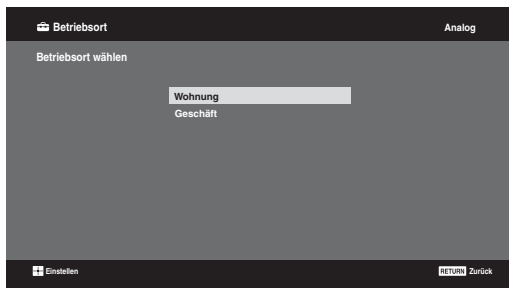 Betriebsort Analog
Betriebsort wählen
Wohnung
Geschäft
Einstellen RETURN Zurück